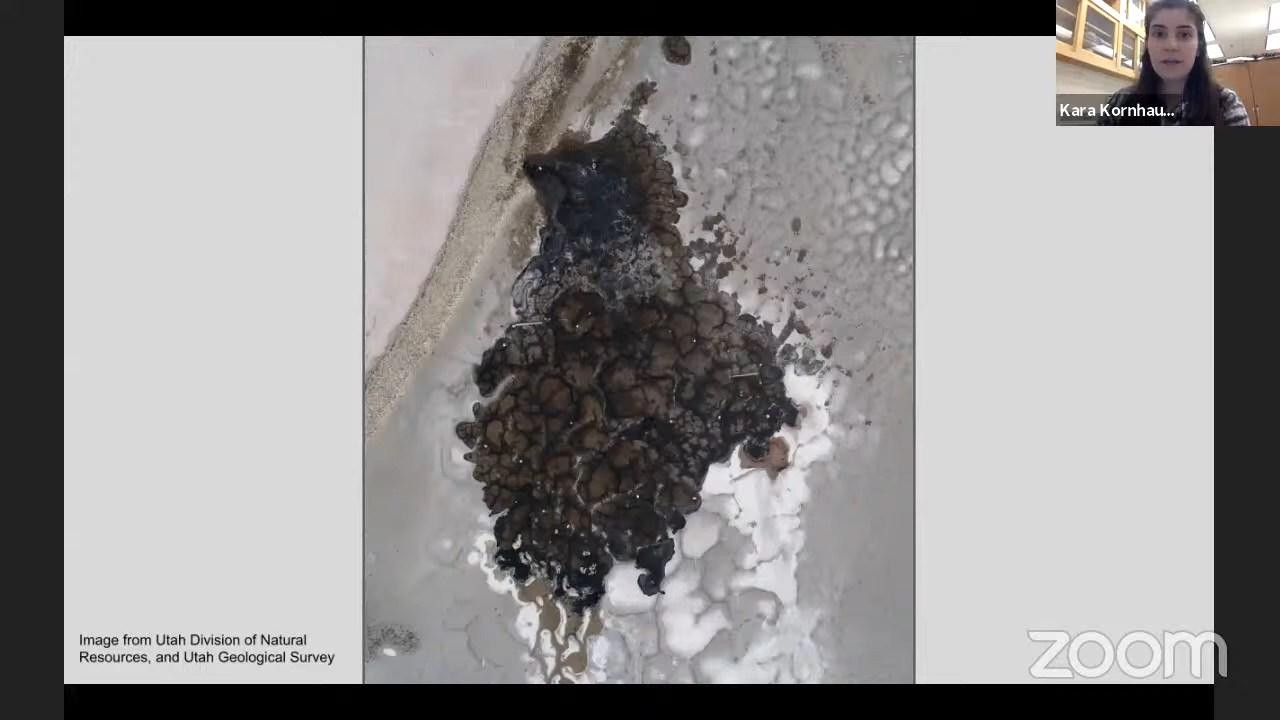 Kara Kornhau...
Image from Utah Division of Natural
Resources, and Utah Geological Survey
zoom